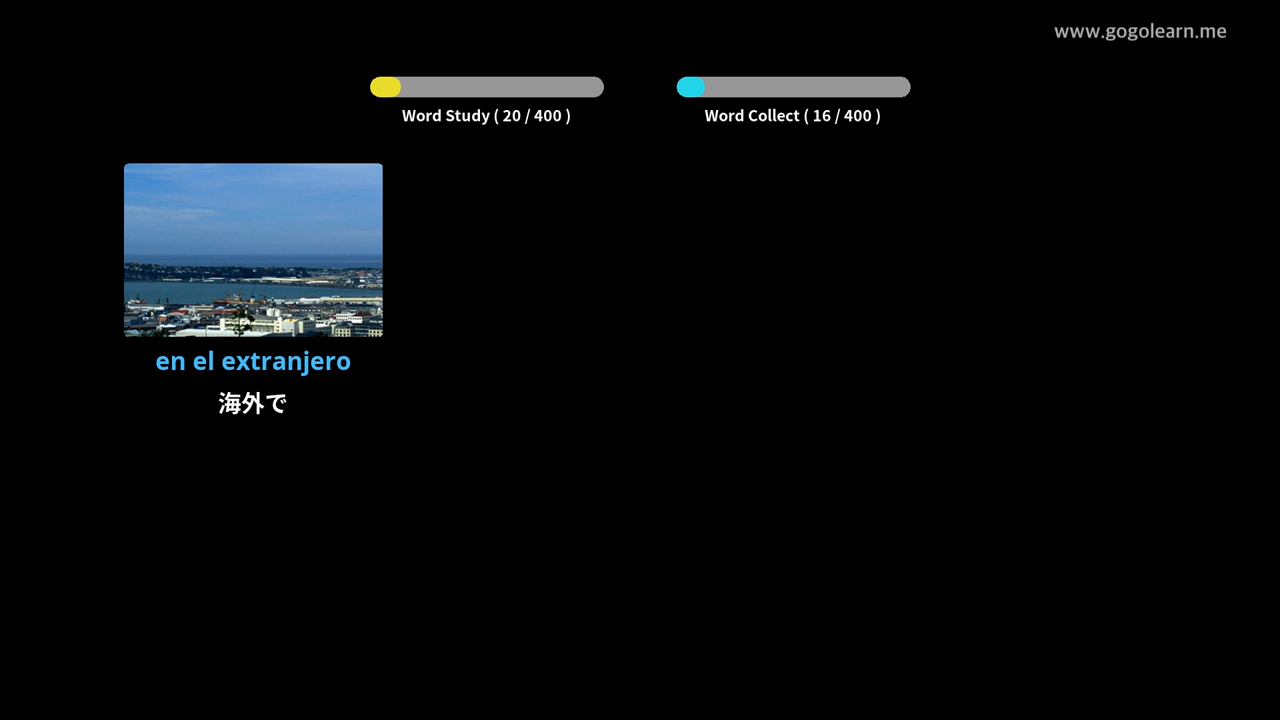 www.gogolearn.me
Word Study ( 20 / 400 )
Word Collect ( 16 / 400 )
en el extranjero
海外で